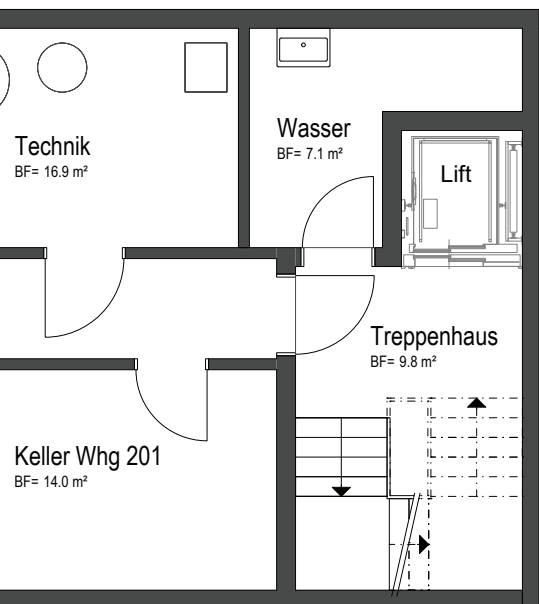 Technik
BF= 16.9 m²
Wasser
BF= 7.1 m²
Lift
Treppenhaus
BF= 9.8 m²
Keller Whg 201
BF= 14.0 m²